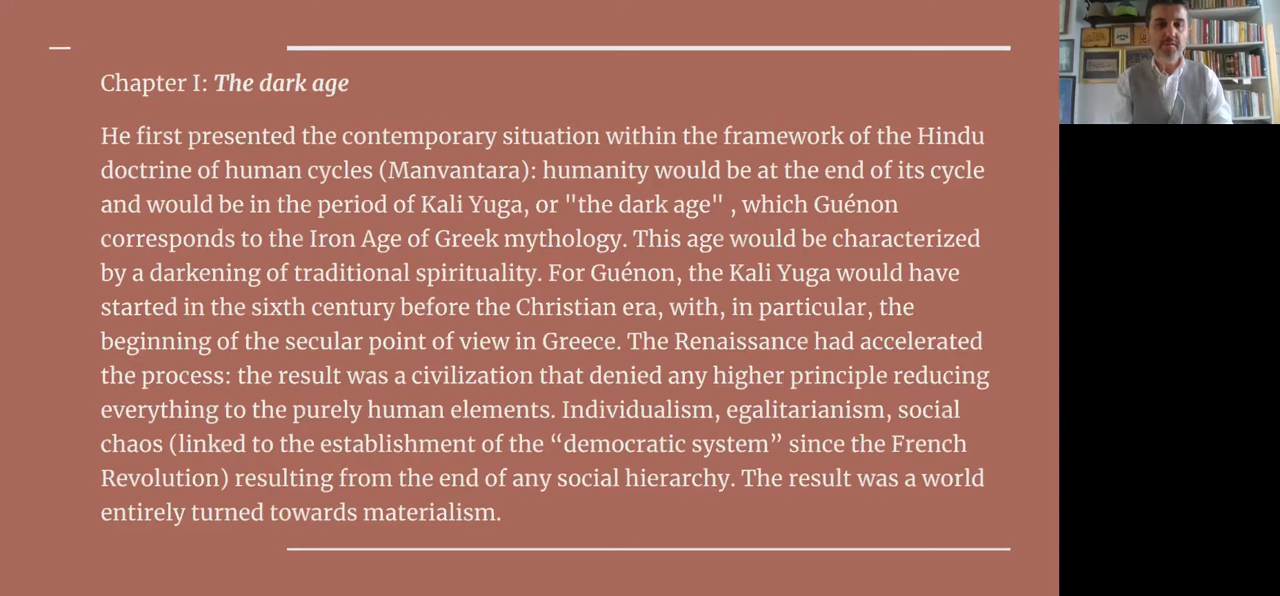 Chapter I: The dark age
He first presented the contemporary situation within the framework of the Hindu
doctrine of human cycles (Manvantara): humanity would be at the end of its cycle
and would be in the period of Kali Yuga, or "the dark age" , which Guénon
corresponds to the Iron Age of Greek mythology. This age would be characterized
by a darkening of traditional spirituality. For Guénon, the Kali Yuga would have
started in the sixth century before the Christian era, with, in particular, the
beginning of the secular point of view in Greece. The Renaissance had accelerated
the process: the result was a civilization that denied any higher principle reducing
everything to the purely human elements. Individualism, egalitarianism, social
chaos (linked to the establishment of the “democratic system” since the French
Revolution) resulting from the end of any social hierarchy. The result was a world
entirely turned towards materialism.